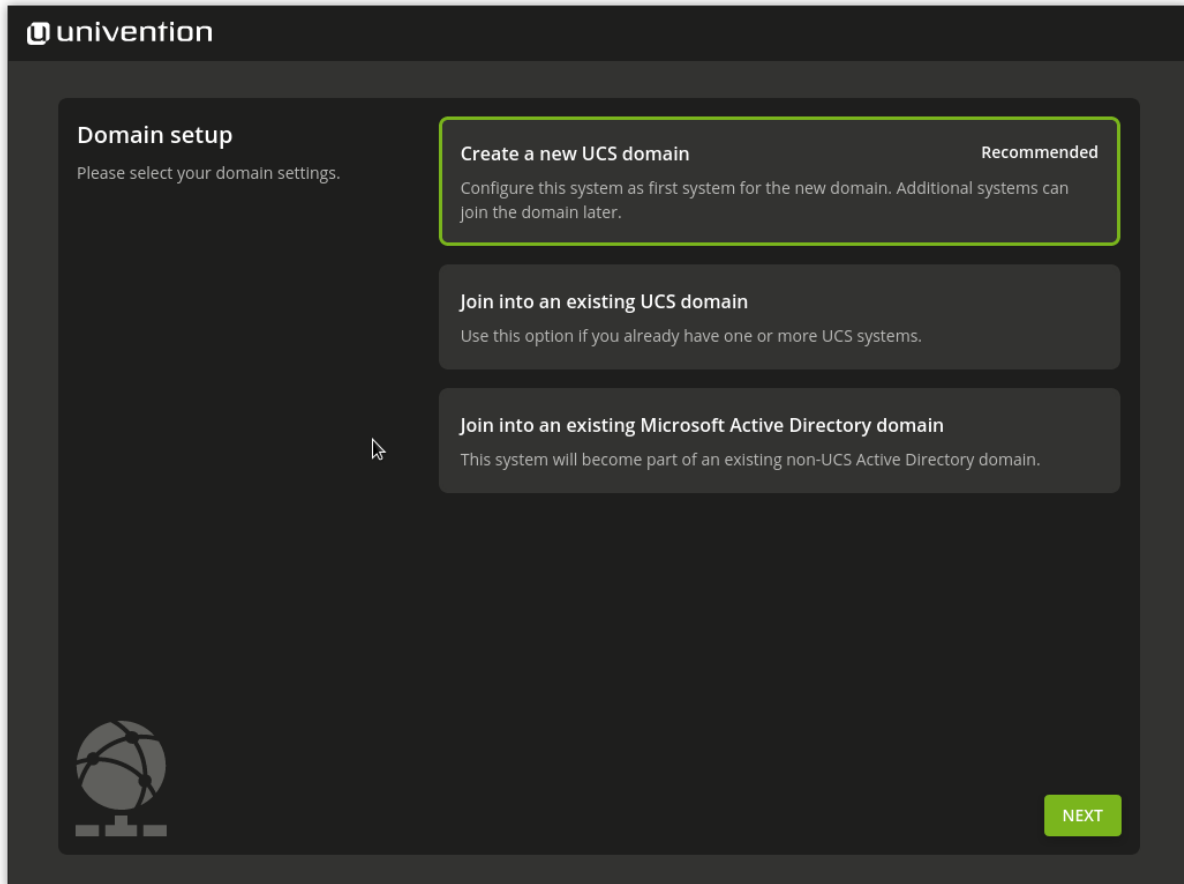 univention
Domain setup
Please select your domain settings.
Create a new UCS domain
Recommended
Configure this system as first system for the new domain. Additional systems can
join the domain later.
Join into an existing UCS domain
Use this option if you already have one or more UCS systems.
Join into an existing Microsoft Active Directory domain
This system will become part of an existing non-UCS Active Directory domain.
NEXT